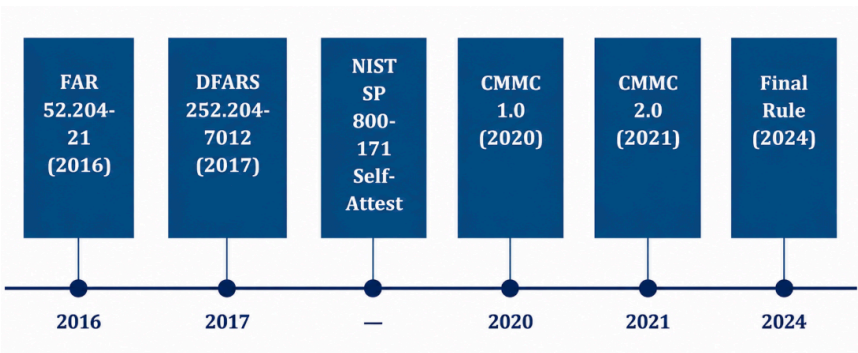 FAR
52.204-
21
(2016)
DFARS
252.204-
7012
(2017)
NIST
SP
800-
171
Self-
Attest
CMMC
1.0
(2020)
CMMC
2.0
(2021)
Final
Rule
(2024)
2016
2017
—
2020
2021
2024